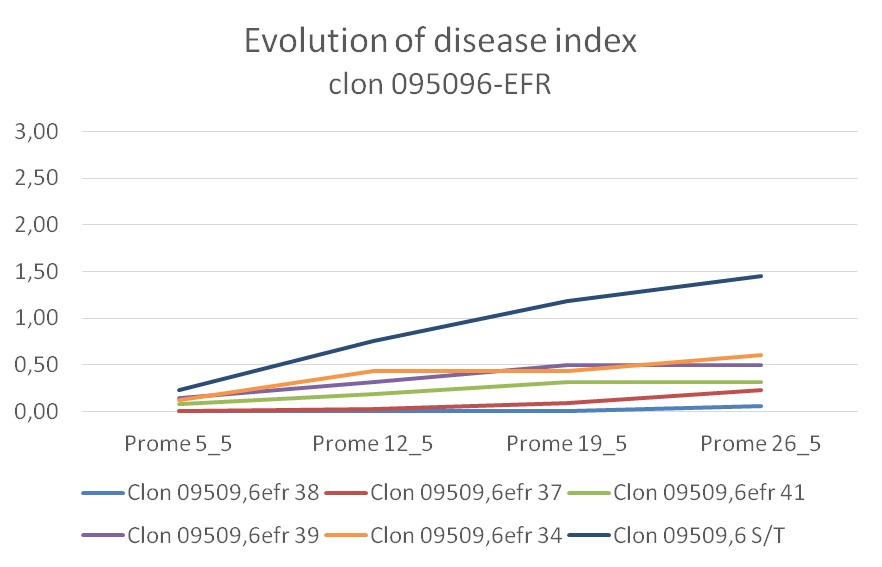 Evolution of disease index
clon 095096-EFR
3,00
2,50
2,00
1,50
1,00
0,50
0,00
Prome 5_5 Prome 12_5 Prome 19_5 Prome 26_5
Clon 09509,6efr 38 Clon 09509,6efr 37 Clon 09509,6efr 41
Clon 09509,6efr 39 Clon 09509,6efr 34 Clon 09509,6 S/T